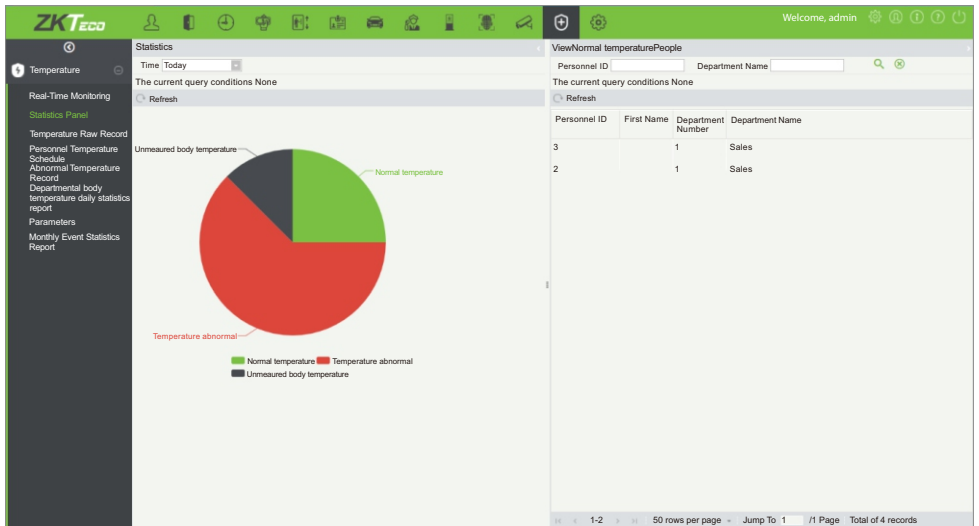 ZKTECO
Welcome, admin
Temperature
Real-Time Monitoring
Statistics Panel
Temperature Raw Record
Personnel Temperature
Schedule
Abnormal Temperature
Record
Departmental body
temperature daily statistics
report
Parameters
Monthly Event Statistics
Report
Statistics
Time Today
The current query conditions None
Refresh
Unmeaured body temperature
Normal temperature
Temperature abnormal
Normal temperature Temperature abnormal
Unmeaured body temperature
ViewNormal temperaturePeople
Personnel ID Department Name
The current query conditions None
Refresh
Personnel ID First Name Department Department Name
Number
3 1 Sales
2 1 Sales
1-2 50 rows per page Jump To 1 /1 Page Total of 4 records